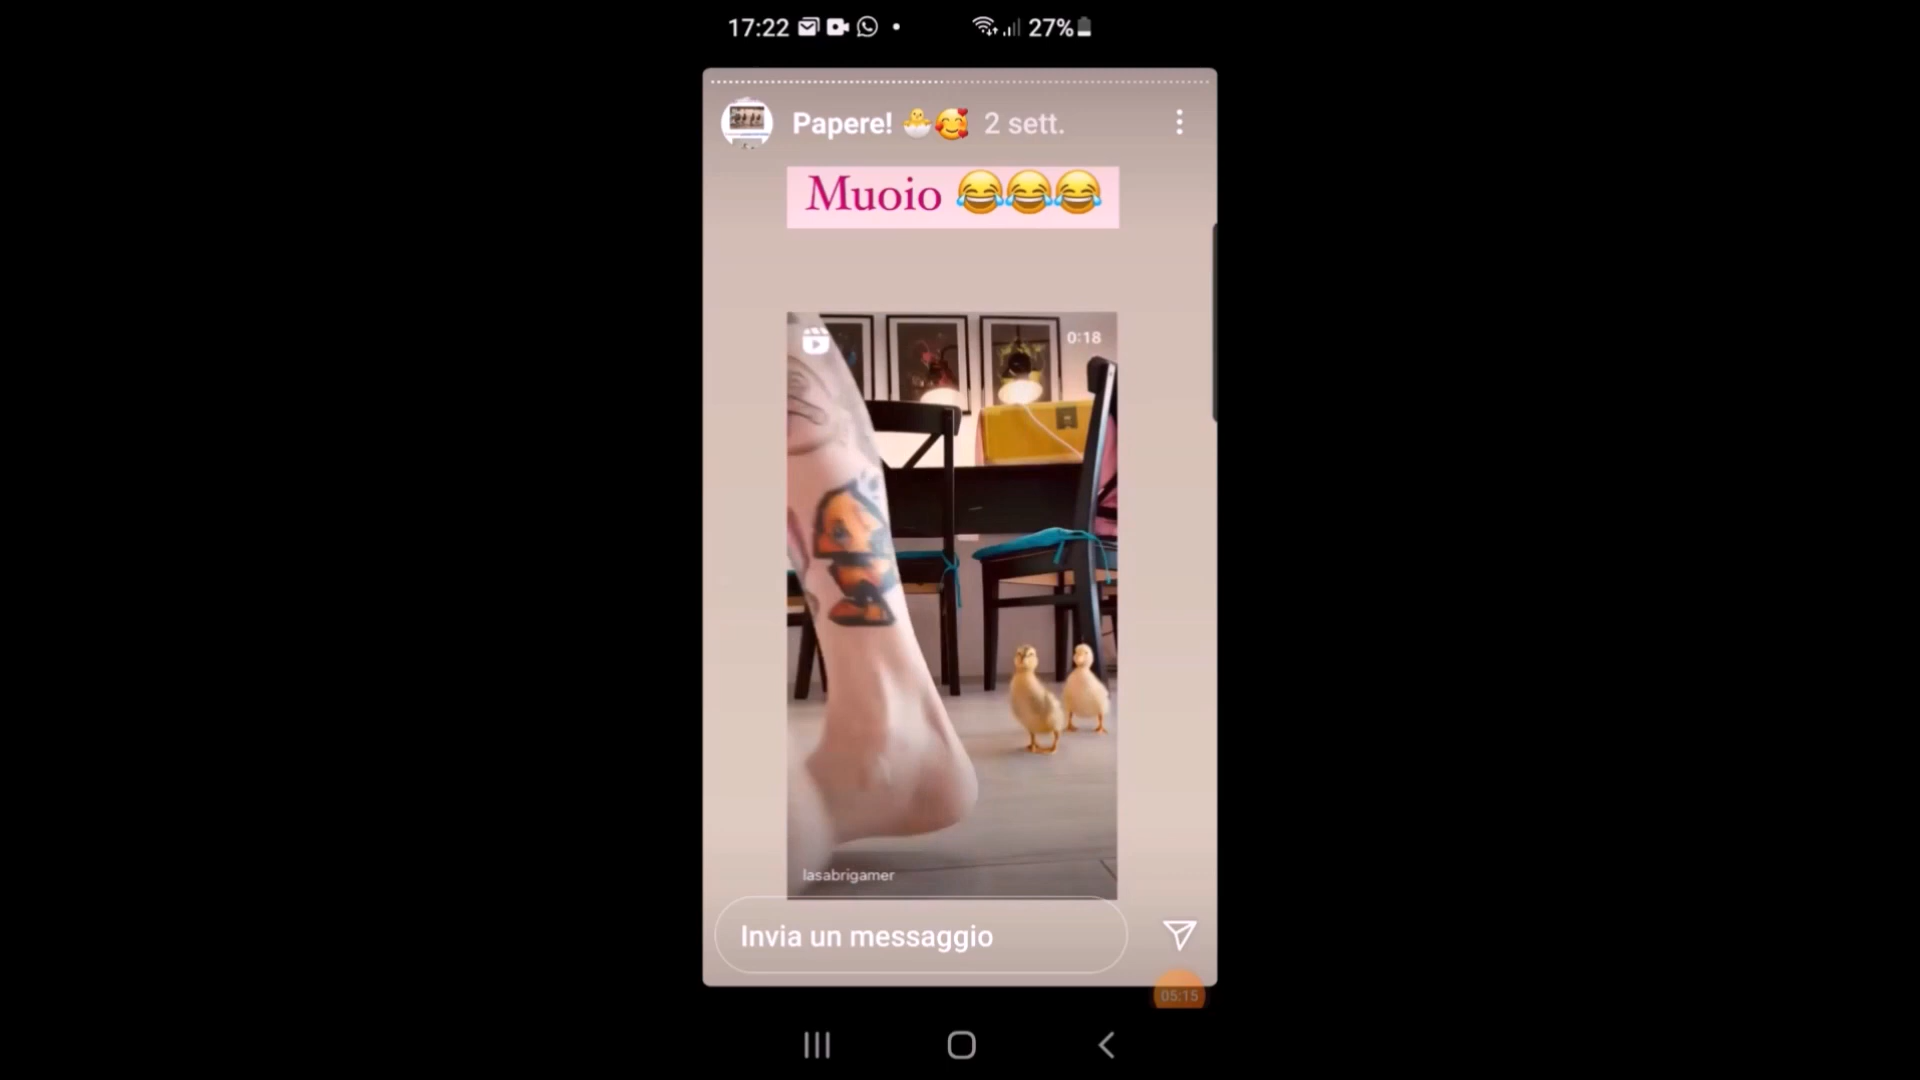 17:22 27%
Papere! 🐣🥰 2 sett.
Muoio 😂😂😂
0:18
lasabrigamer
Invia un messaggio
05:15